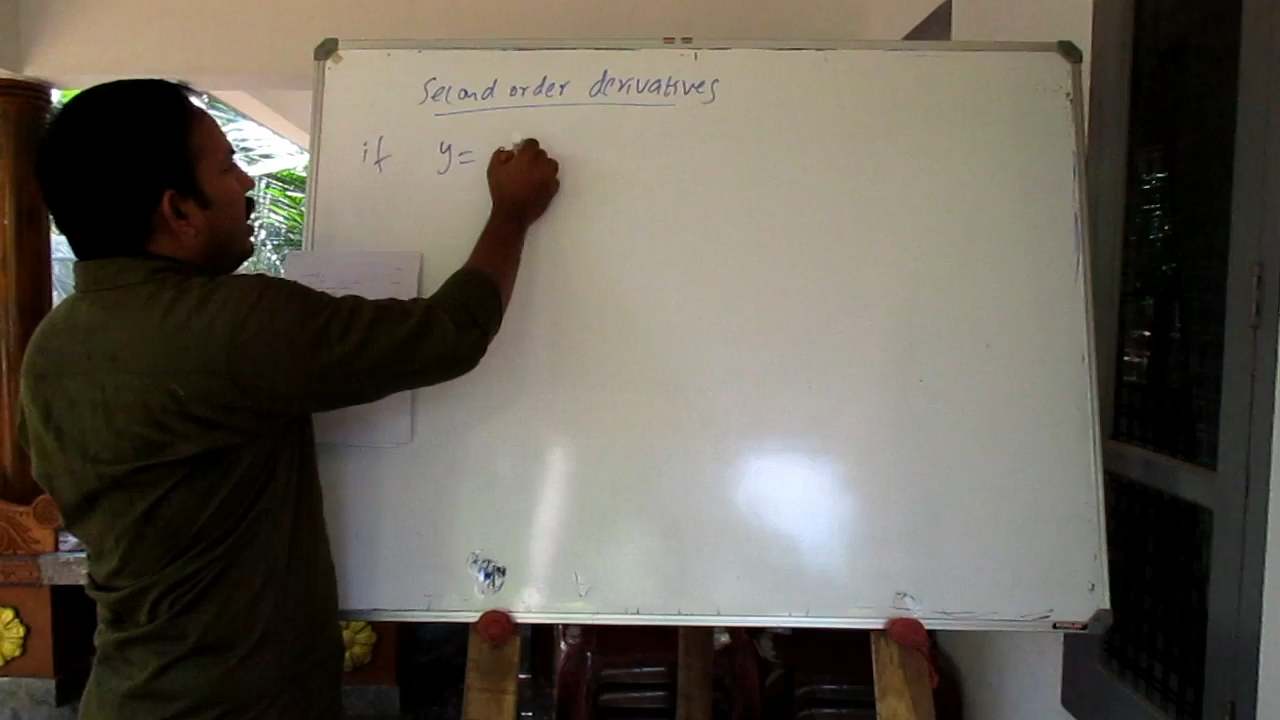 Second order derivatives
if y=